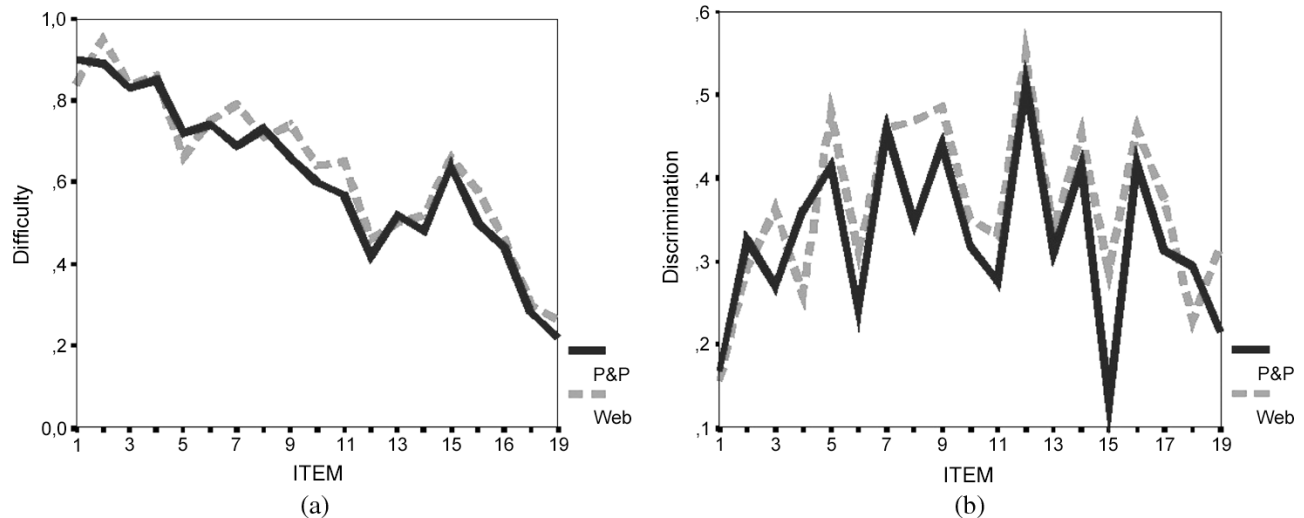 1,0
,8
,6
,4
,2
0,0
Difficulty
1 3 5 7 9 11 13 15 17 19
ITEM
P&P
Web
(a)
,6
,5
,4
,3
,2
,1
Discrimination
1 3 5 7 9 11 13 15 17 19
ITEM
P&P
Web
(b)